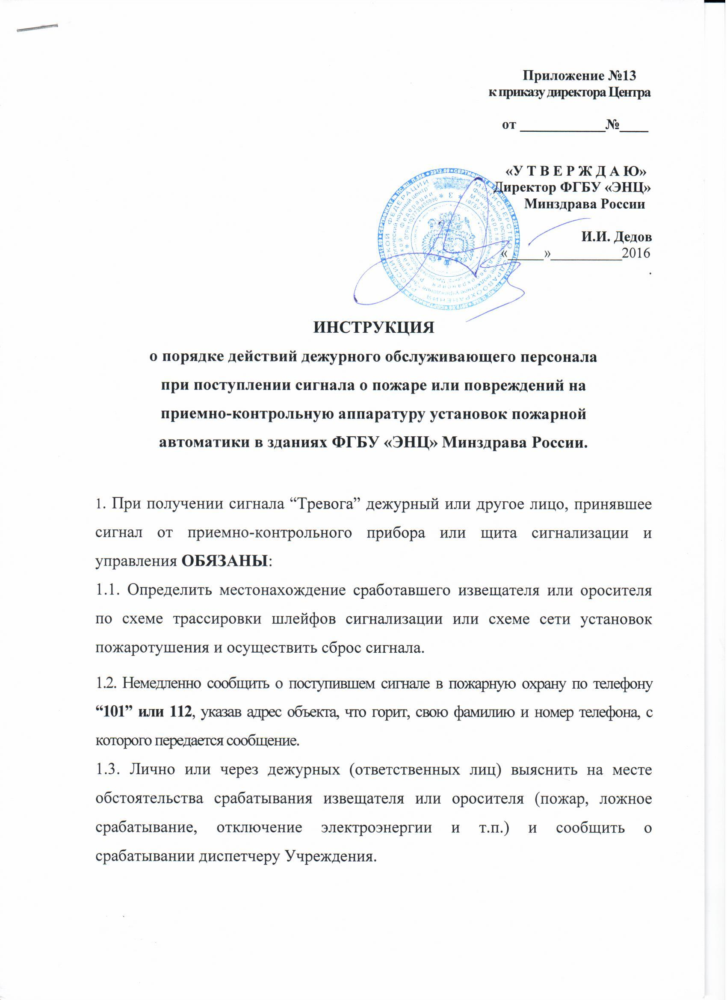 Приложение №13
к приказу директора Центра
от ____________№____
«У Т В Е Р Ж Д А Ю»
Директор ФГБУ «ЭНЦ»
Минздрава России
И.И. Дедов
«_____»__________2016
.
МИНИСТЕРСТВО ЗДРАВООХРАНЕНИЯ РОССИЙСКОЙ ФЕДЕРАЦИИ
ОГРН 1027739455996
ИНСТРУКЦИЯ
о порядке действий дежурного обслуживающего персонала
при поступлении сигнала о пожаре или повреждений на
приемно-контрольную аппаратуру установок пожарной
автоматики в зданиях ФГБУ «ЭНЦ» Минздрава России.
1. При получении сигнала “Тревога” дежурный или другое лицо, принявшее
сигнал от приемно-контрольного прибора или щита сигнализации и
управления ОБЯЗАНЫ:
1.1. Определить местонахождение сработавшего извещателя или оросителя
по схеме трассировки шлейфов сигнализации или схеме сети установок
пожаротушения и осуществить сброс сигнала.
1.2. Немедленно сообщить о поступившем сигнале в пожарную охрану по телефону
“101” или 112, указав адрес объекта, что горит, свою фамилию и номер телефона, с
которого передается сообщение.
1.3. Лично или через дежурных (ответственных лиц) выяснить на месте
обстоятельства срабатывания извещателя или оросителя (пожар, ложное
срабатывание, отключение электроэнергии и т.п.) и сообщить о
срабатывании диспетчеру Учреждения.